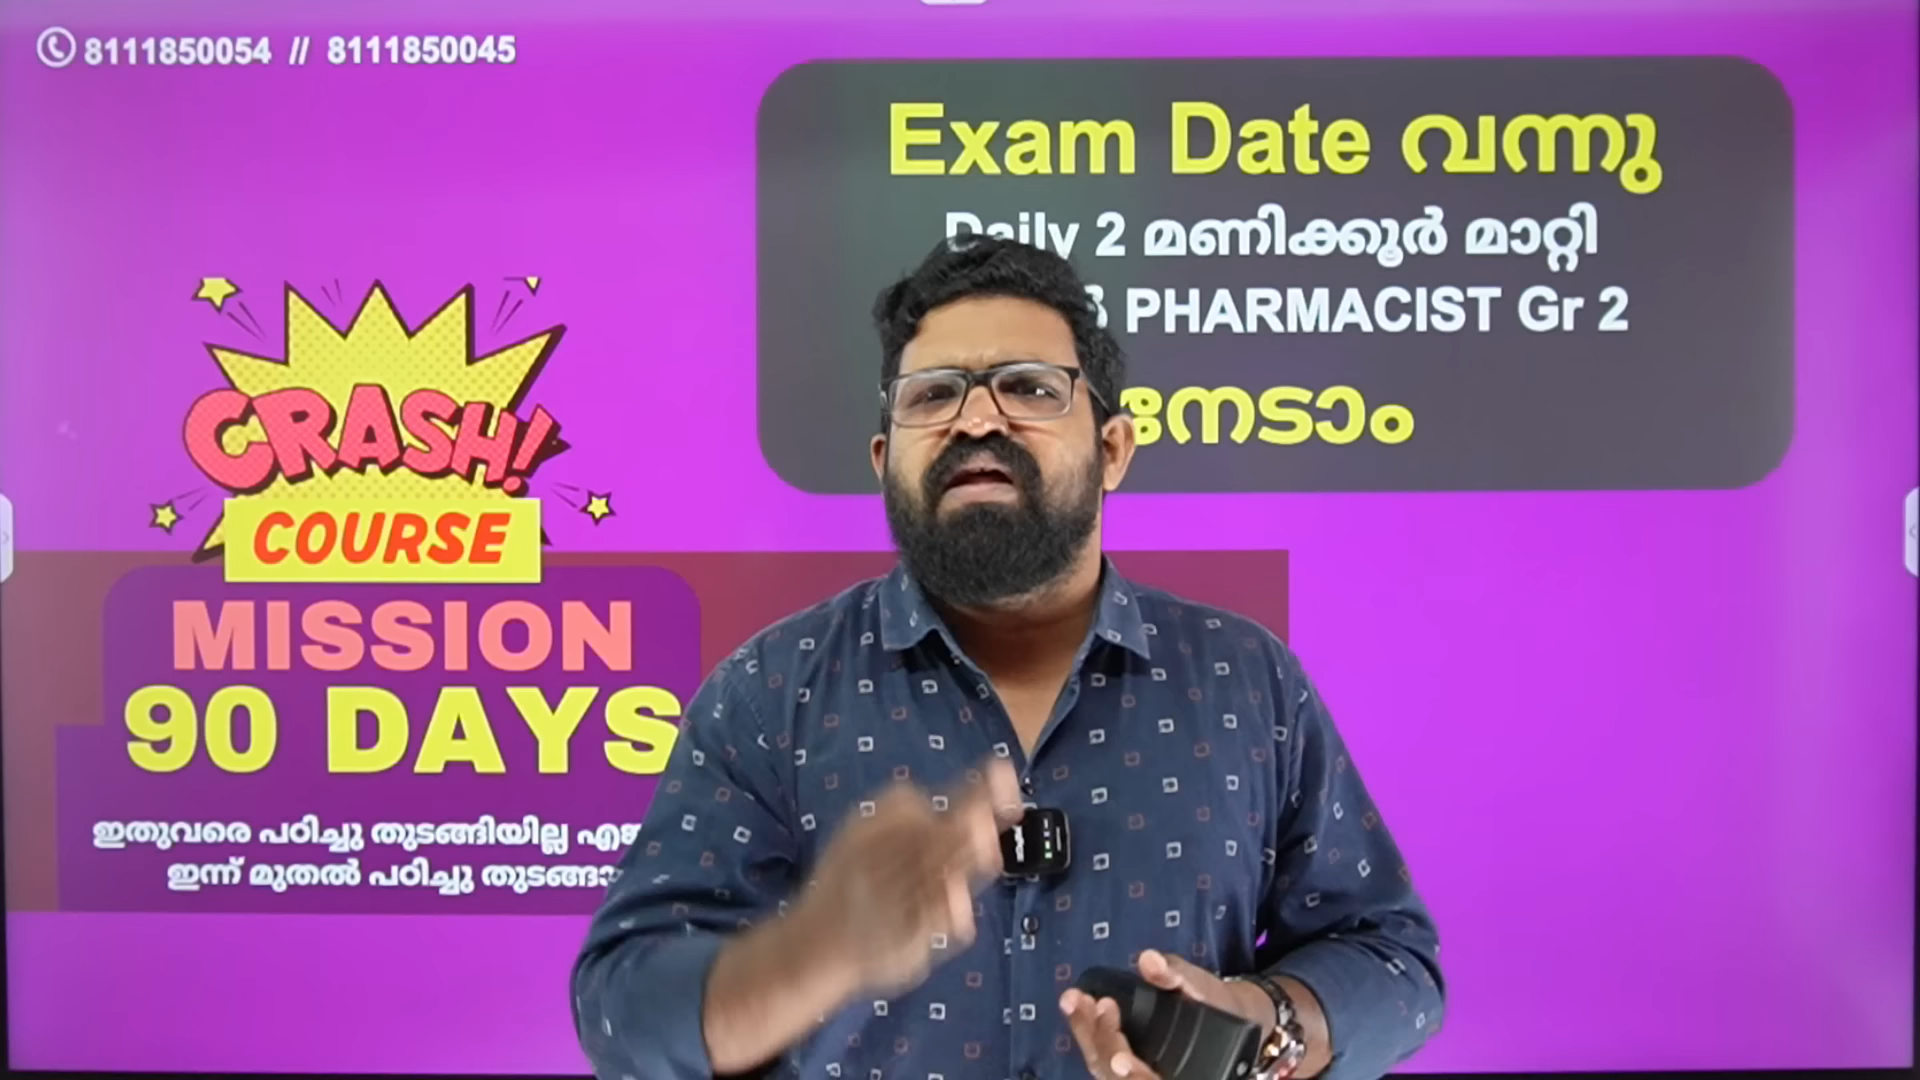 8111850054 // 8111850045
Exam Date വന്നു
Daily 2 മണിക്കൂർ മാറ്റി
PHARMACIST Gr 2
നേടാം
CRASH!
COURSE
MISSION
90 DAYS
ഇതുവരെ പഠിച്ചു തുടങ്ങിയില്ല
ഇന്ന് മുതൽ പഠിച്ചു